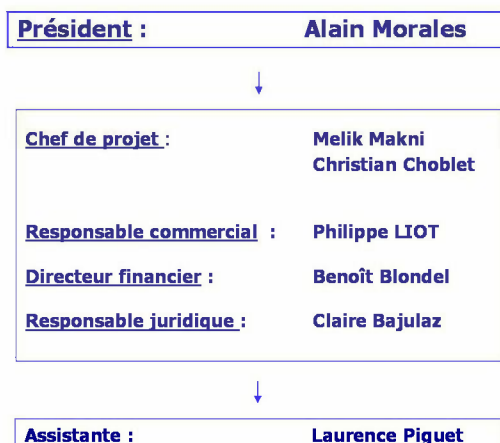 Président : Alain Morales
Chef de projet : Melik Makni
Christian Choblet
Responsable commercial : Philippe LIOT
Directeur financier : Benoît Blondel
Responsable juridique : Claire Bajulaz
Assistante : Laurence Piguet